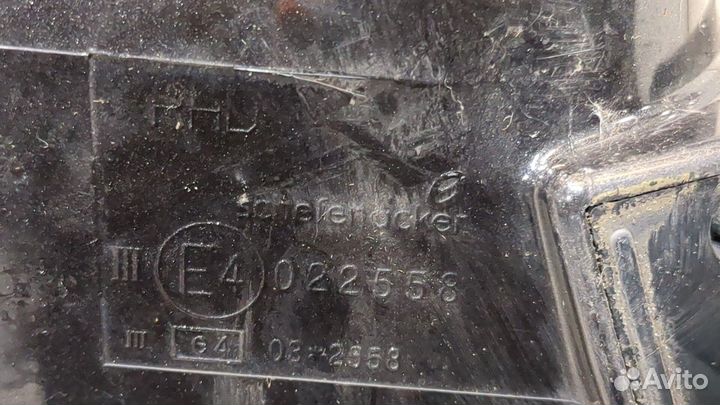 RHD
schefenacker
III E4 022558
III G4 03*2558
Avito